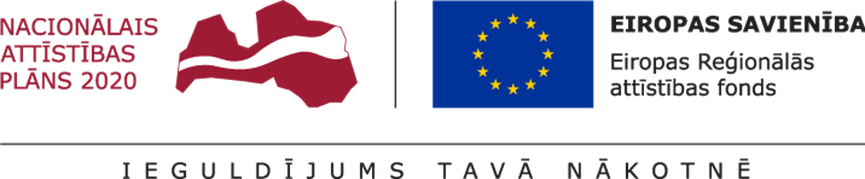 NACIONĀLAIS
ATTĪSTĪBAS
PLĀNS 2020
EIROPAS SAVIENĪBA
Eiropas Reģionālās
attīstības fonds
IEGULDĪJUMS TAVĀ NĀKOTNĒ